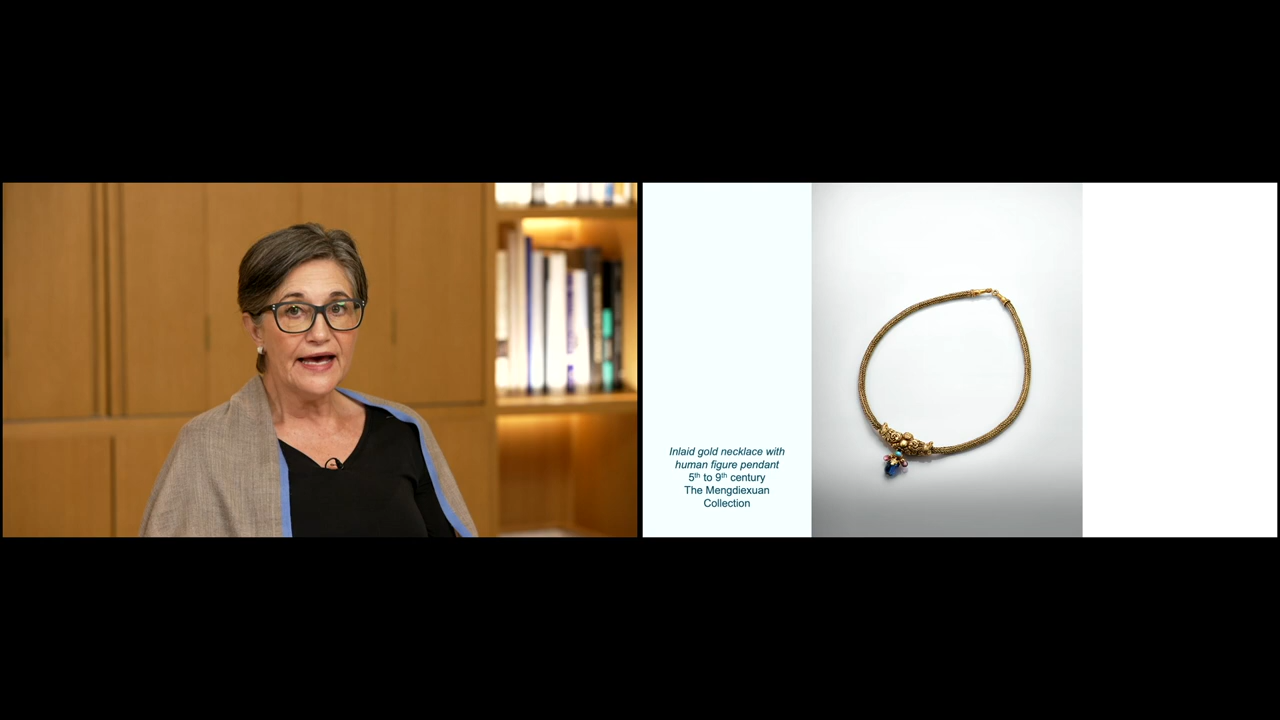 Inlaid gold necklace with
human figure pendant
5th to 9th century
The Mengdiexuan
Collection